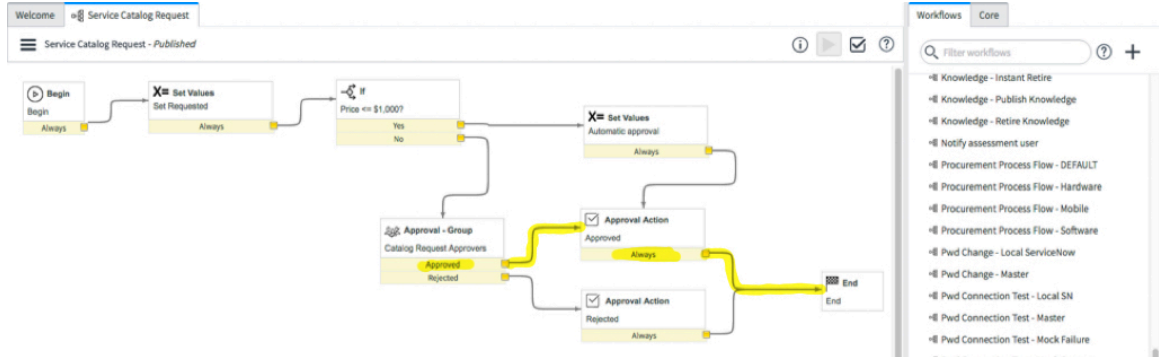 Welcome
Service Catalog Request
Workflows
Core
Service Catalog Request - Published
Filter workflows
Begin
Begin
Always
X= Set Values
Set Requested
Always
If
Price <= $1,000?
Yes
No
X= Set Values
Automatic approval
Always
Approval - Group
Catalog Request Approvers
Approved
Rejected
Approval Action
Approved
Always
Approval Action
Rejected
Always
End
End
Knowledge - Instant Retire
Knowledge - Publish Knowledge
Knowledge - Retire Knowledge
Notify assessment user
Procurement Process Flow - DEFAULT
Procurement Process Flow - Hardware
Procurement Process Flow - Mobile
Procurement Process Flow - Software
Pwd Change - Local ServiceNow
Pwd Change - Master
Pwd Connection Test - Local SN
Pwd Connection Test - Master
Pwd Connection Test - Mock Failure